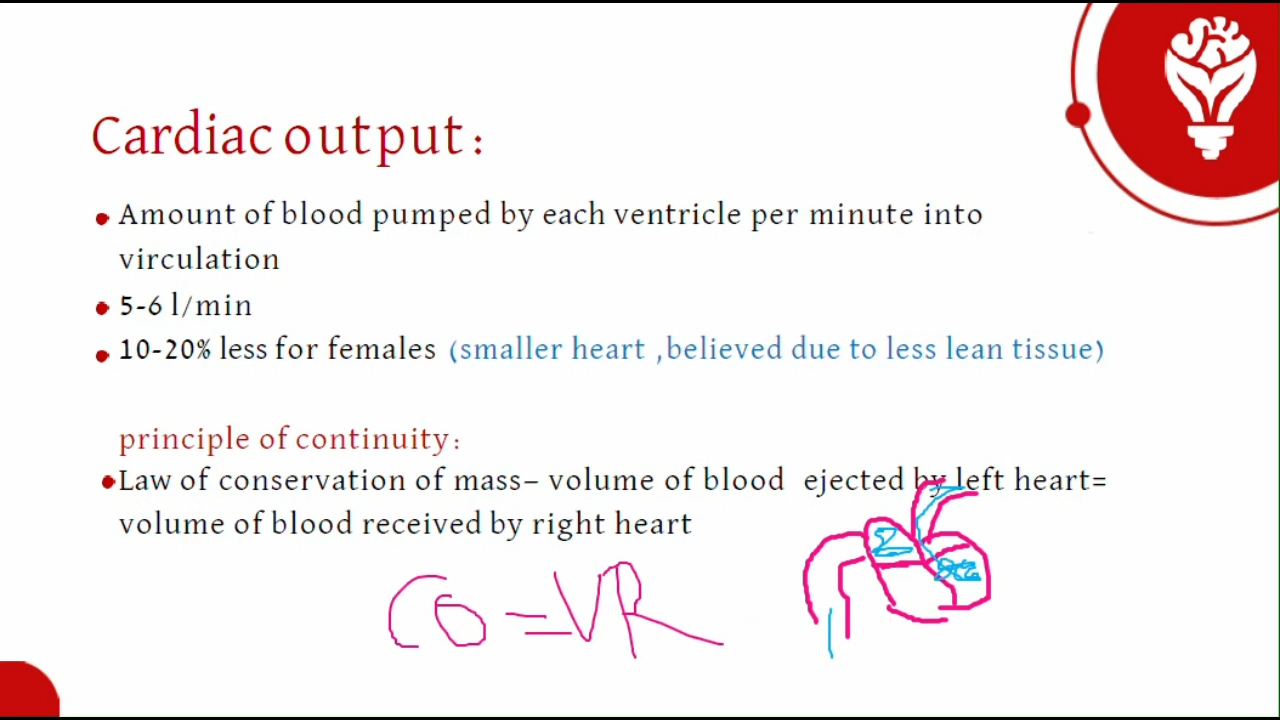 Cardiac output:
Amount of blood pumped by each ventricle per minute into
virculation
5-6 l/min
10-20% less for females (smaller heart ,believed due to less lean tissue)
principle of continuity:
Law of conservation of mass– volume of blood ejected by left heart=
volume of blood received by right heart
CO = VR